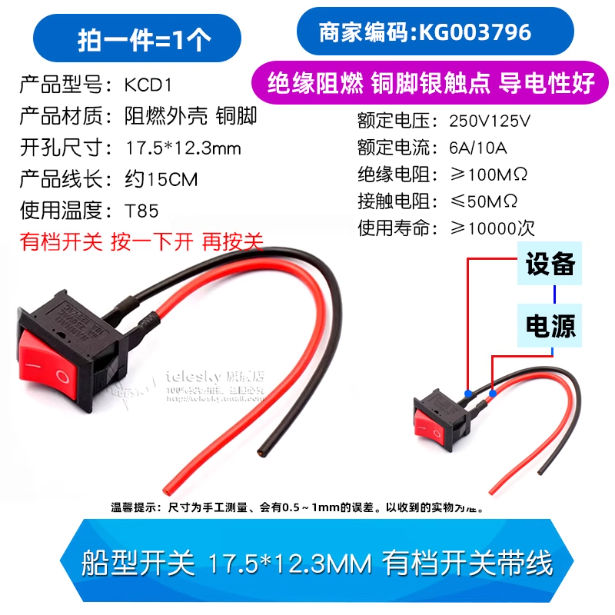 拍一件=1个
商家编码:KG003796
绝缘阻燃 铜脚银触点 导电性好
产品型号: KCD1
产品材质: 阻燃外壳 铜脚
开孔尺寸: 17.5*12.3mm
产品线长: 约15CM
使用温度: T85
有档开关 按一下开 再按关
额定电压: 250V125V
额定电流: 6A/10A
绝缘电阻: ≥100MΩ
接触电阻: ≤50MΩ
使用寿命: ≥10000次
设备
电源
telesky 旗舰店
http://telesky.tmall.com
温馨提示: 尺寸为手工测量、会有0.5~1mm的误差。以收到的实物为准。
船型开关 17.5*12.3MM 有档开关带线